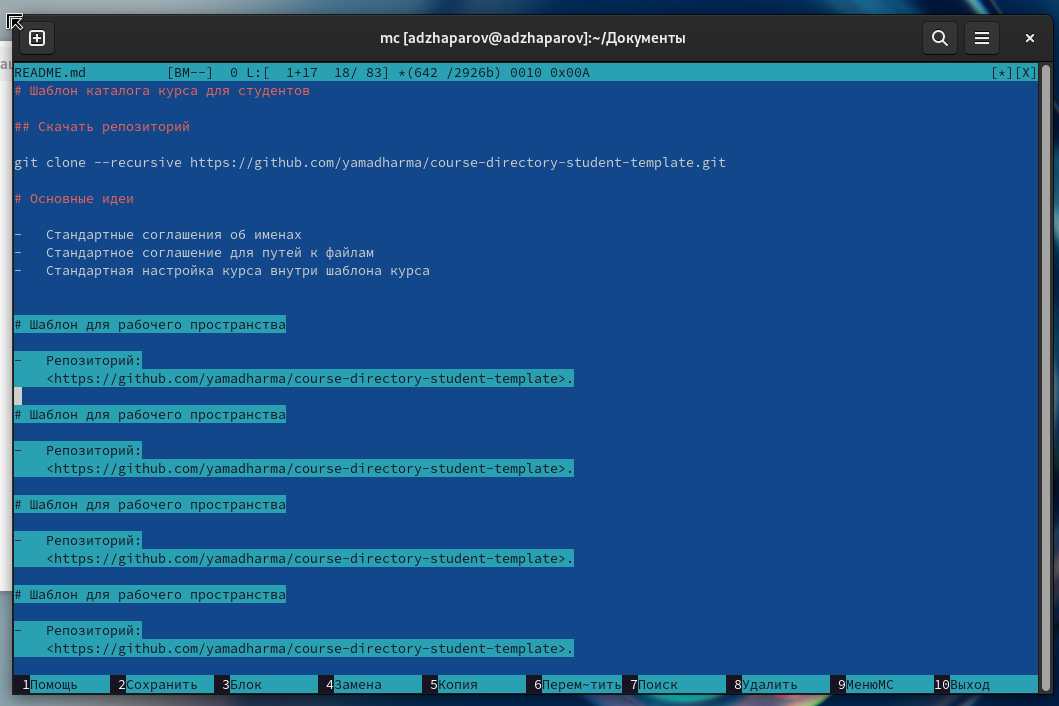 mc [adzhaparov@adzhaparov]:~/Документы
README.md [BM--] 0 L:[ 1+17 18/ 83] *(642 /2926b) 0010 0x00A [*][X]
# Шаблон каталога курса для студентов
## Скачать репозиторий
git clone --recursive https://github.com/yamadharma/course-directory-student-template.git
# Основные идеи
- Стандартные соглашения об именах
- Стандартное соглашение для путей к файлам
- Стандартная настройка курса внутри шаблона курса
# Шаблон для рабочего пространства
- Репозиторий:
<https://github.com/yamadharma/course-directory-student-template>.
# Шаблон для рабочего пространства
- Репозиторий:
<https://github.com/yamadharma/course-directory-student-template>.
# Шаблон для рабочего пространства
- Репозиторий:
<https://github.com/yamadharma/course-directory-student-template>.
# Шаблон для рабочего пространства
- Репозиторий:
<https://github.com/yamadharma/course-directory-student-template>.
1Помощь 2Сохранить 3Блок 4Замена 5Копия 6Перем~тить 7Поиск 8Удалить 9МенюMC 10Выход